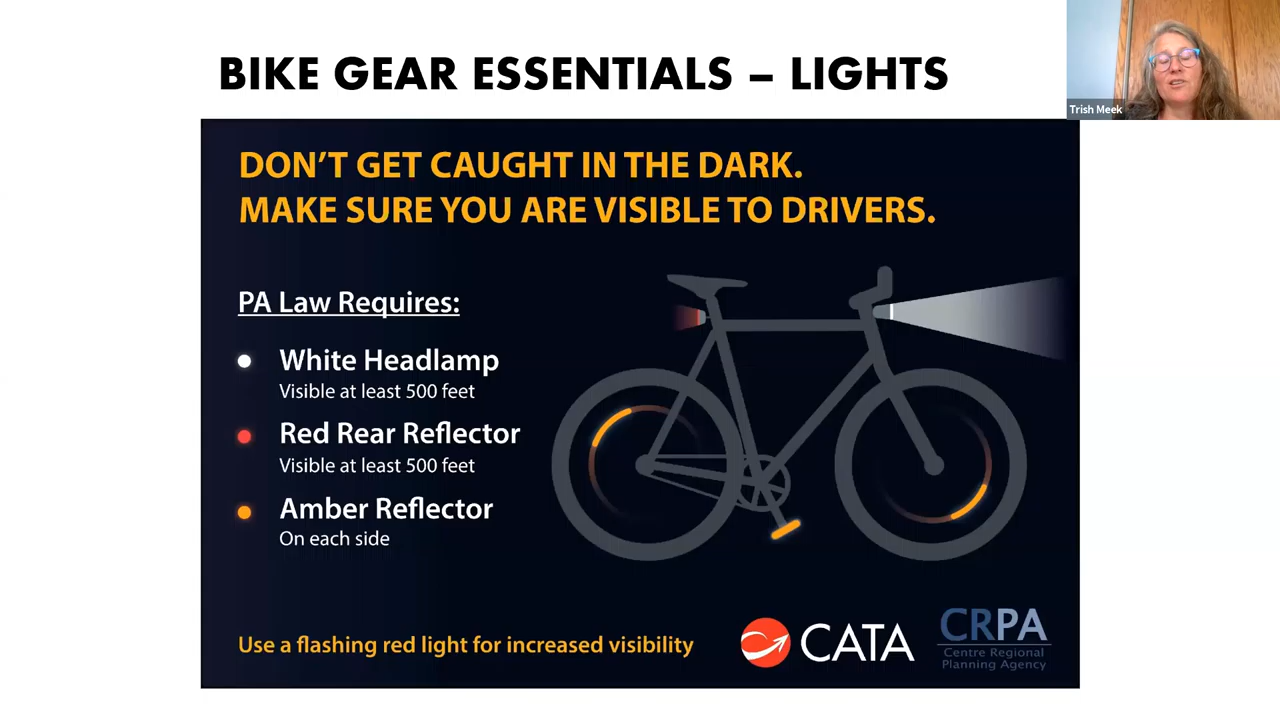 BIKE GEAR ESSENTIALS – LIGHTS
Trish Meek
DON'T GET CAUGHT IN THE DARK.
MAKE SURE YOU ARE VISIBLE TO DRIVERS.
PA Law Requires:
White Headlamp
Visible at least 500 feet
Red Rear Reflector
Visible at least 500 feet
Amber Reflector
On each side
Use a flashing red light for increased visibility
CATA
CRPA
Centre Regional
Planning Agency